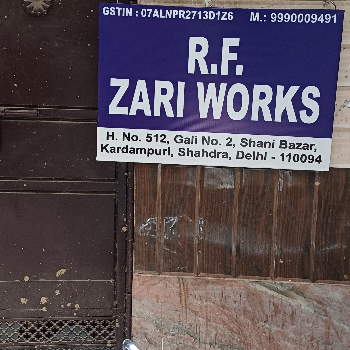 GSTIN : 07ALNPR2713D1Z6 M.: 9990009491
R.F.
ZARI WORKS
H. No. 512, Gali No. 2, Shani Bazar,
Kardampuri, Shahdra, Delhi - 110094